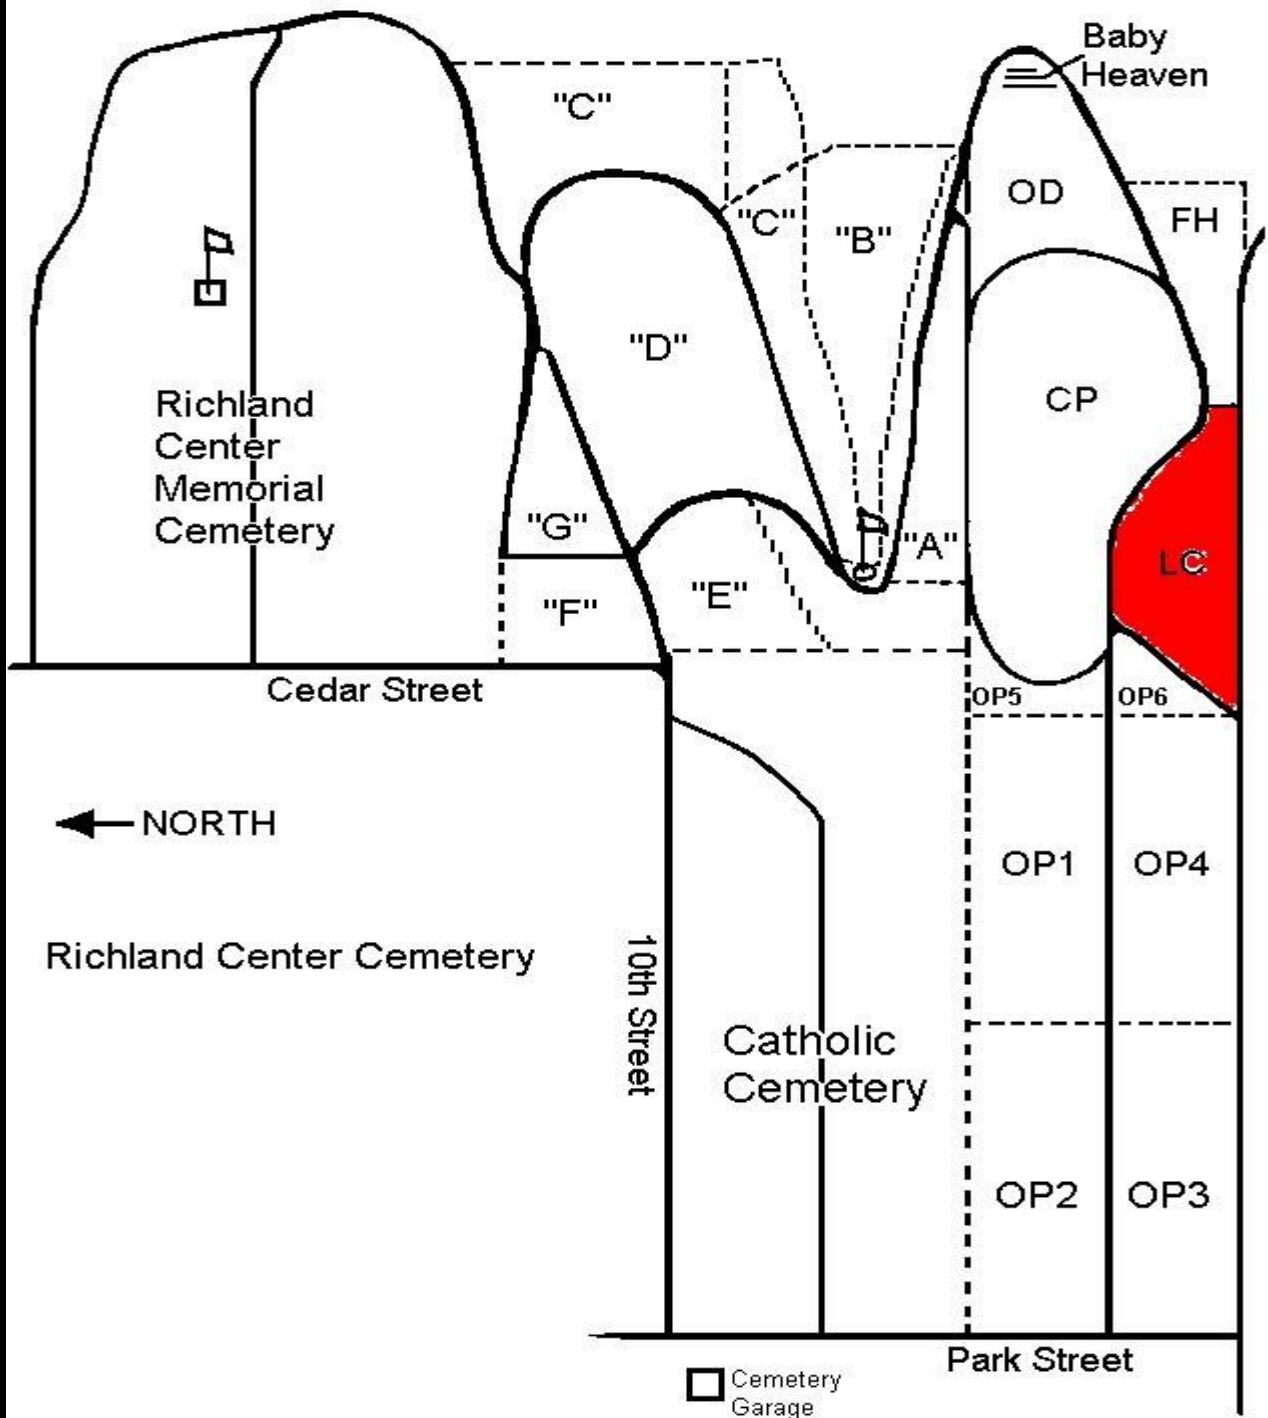 Baby
Heaven
"C"
OD
FH
"C"
"B"
"D"
CP
Richland
Center
Memorial
Cemetery
"G"
"A"
LC
"F"
"E"
Cedar Street
OP5
OP6
NORTH
OP1
OP4
Richland Center Cemetery
10th Street
Catholic
Cemetery
OP2
OP3
Park Street
Cemetery
Garage